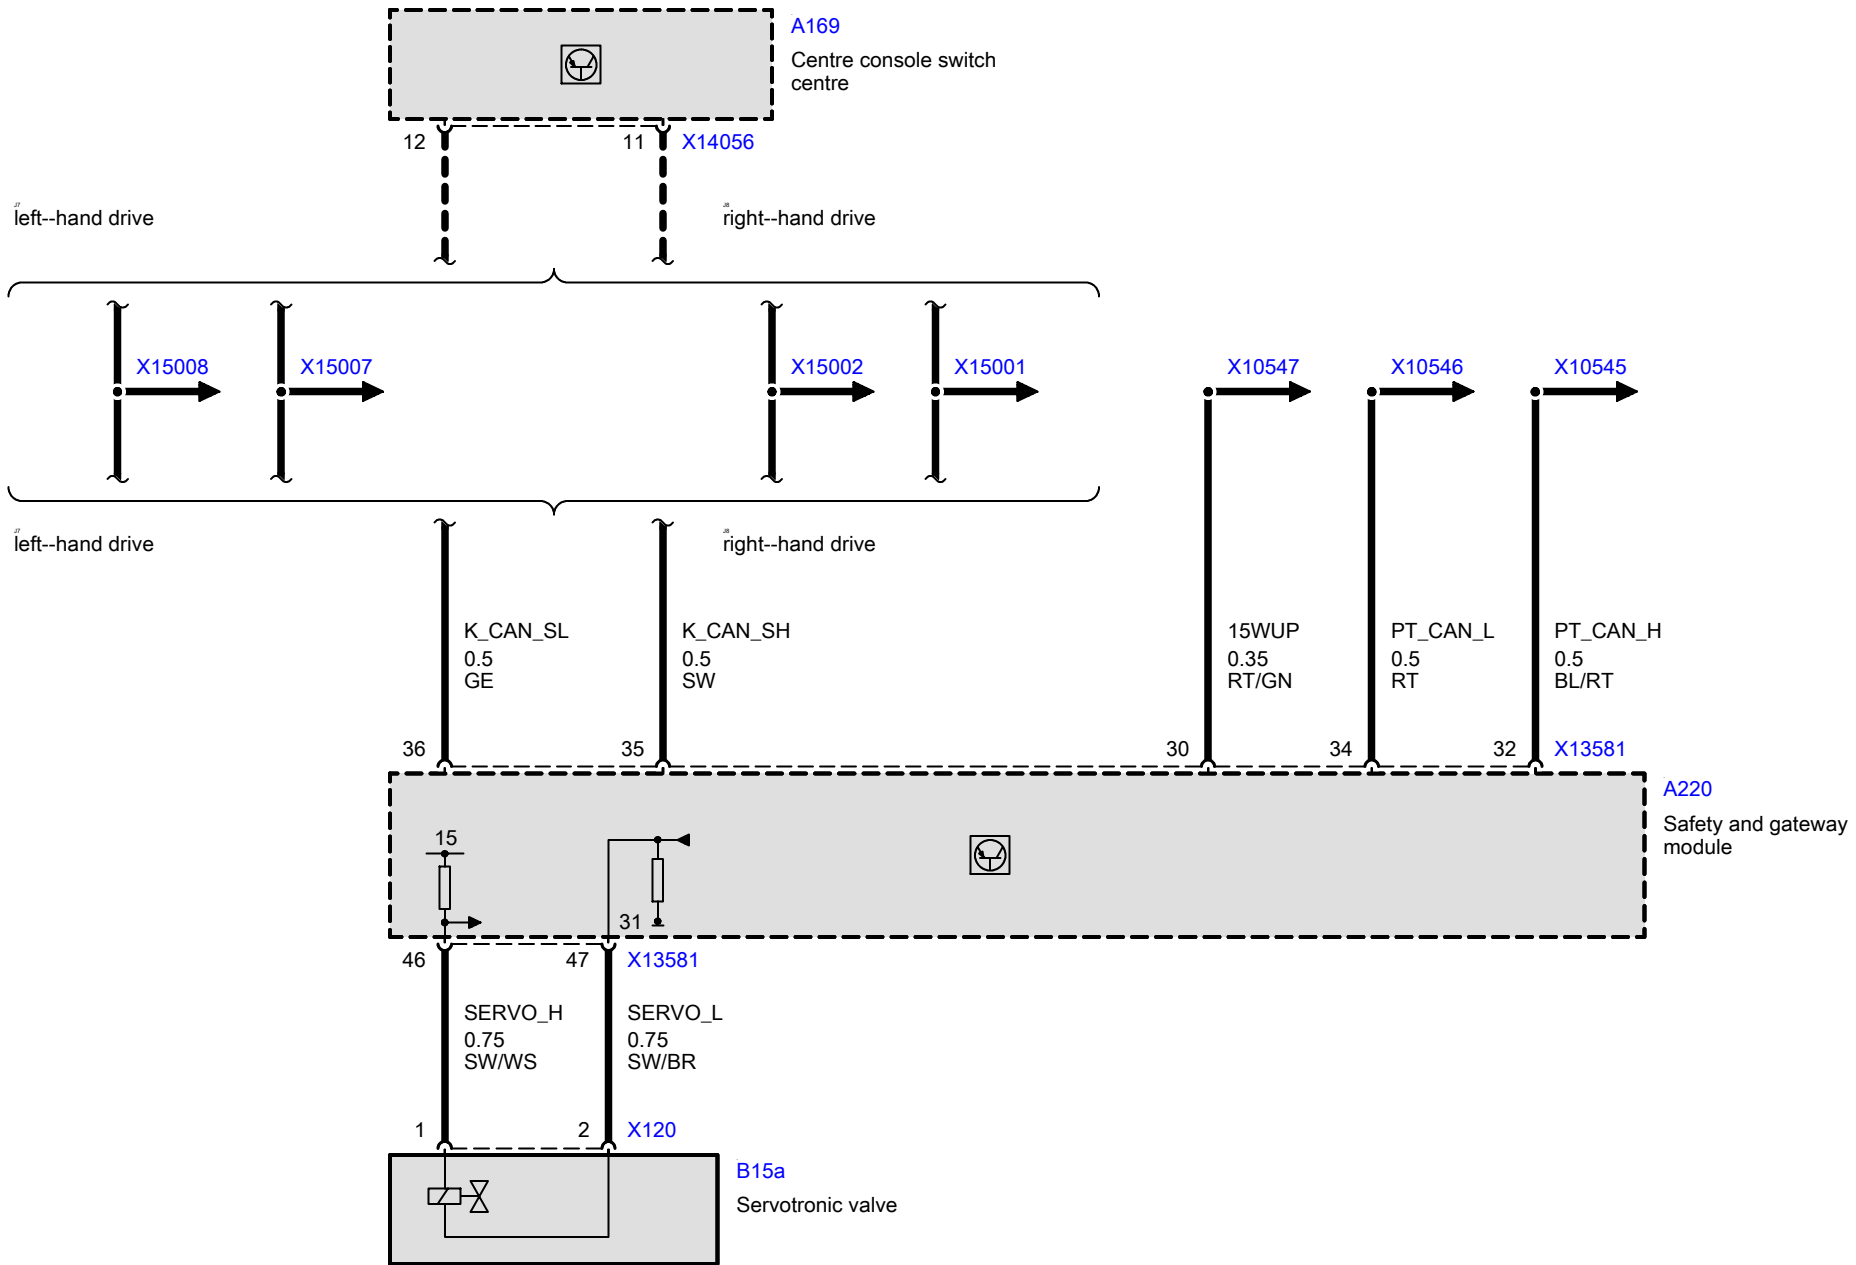 A169
Centre console switch
centre
12
11
X14056
left--hand drive
right--hand drive
X15008
X15007
X15002
X15001
X10547
X10546
X10545
left--hand drive
right--hand drive
K_CAN_SL
0.5
GE
K_CAN_SH
0.5
SW
15WUP
0.35
RT/GN
PT_CAN_L
0.5
RT
PT_CAN_H
0.5
BL/RT
36
35
30
34
32
X13581
A220
Safety and gateway
module
15
31
46
47
X13581
SERVO_H
0.75
SW/WS
SERVO_L
0.75
SW/BR
1
2
X120
B15a
Servotronic valve